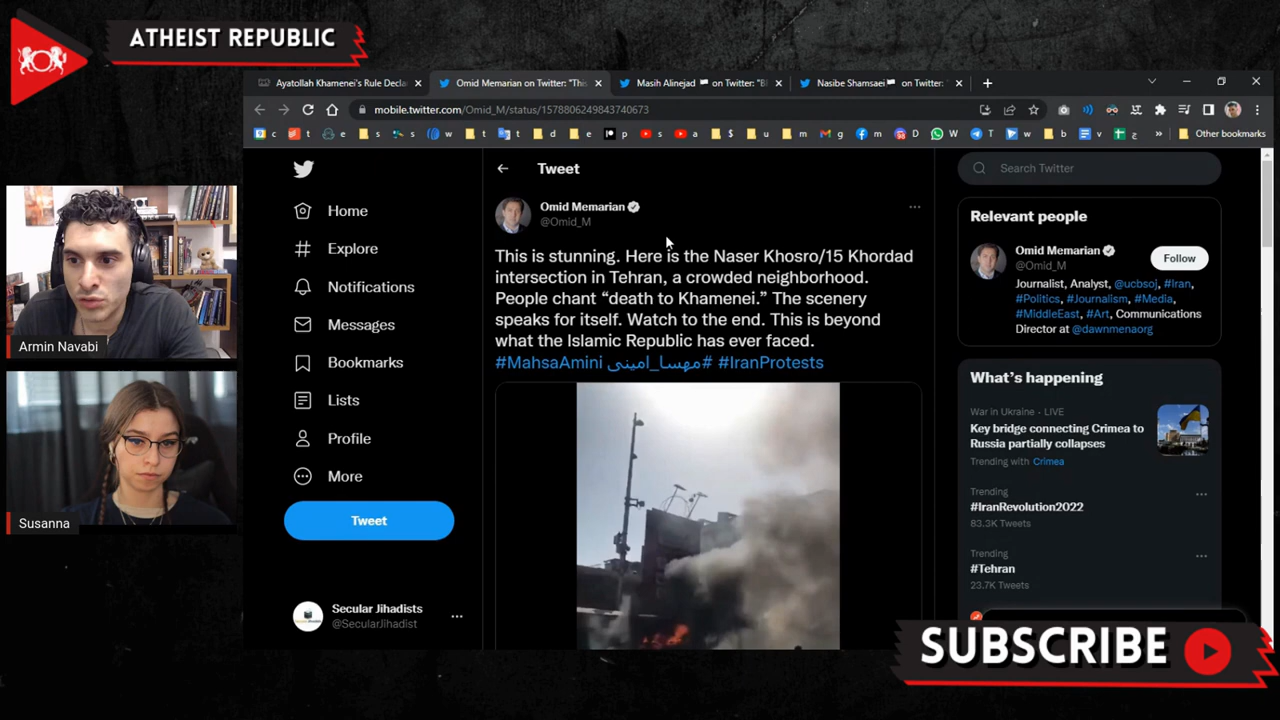 ATHEIST REPUBLIC
Ayatollah Khamenei's Rule Decla
Omid Memarian on Twitter: "This
Masih Alinejad on Twitter: "B
Nasibe Shamsaei on Twitter: "
mobile.twitter.com/Omid_M/status/1578806249843740673
c t e s s w t t d e p s a $ u m g m D W T w b v ج » Other bookmarks
Tweet
Search Twitter
Home
Explore
Notifications
Messages
Bookmarks
Lists
Profile
More
Tweet
Secular Jihadists
@SecularJihadist
Omid Memarian
@Omid_M
This is stunning. Here is the Naser Khosro/15 Khordad
intersection in Tehran, a crowded neighborhood.
People chant “death to Khamenei.” The scenery
speaks for itself. Watch to the end. This is beyond
what the Islamic Republic has ever faced.
#MahsaAmini #مهسا_امینی #IranProtests
Relevant people
Omid Memarian
@Omid_M
Follow
Journalist, Analyst, @ucbsoj, #Iran,
#Politics, #Journalism, #Media,
#MiddleEast, #Art, Communications
Director at @dawnmenaorg
What's happening
War in Ukraine · LIVE
Key bridge connecting Crimea to
Russia partially collapses
Trending with Crimea
Trending
#IranRevolution2022
83.3K Tweets
Trending
#Tehran
23.7K Tweets
Armin Navabi
Susanna
SUBSCRIBE